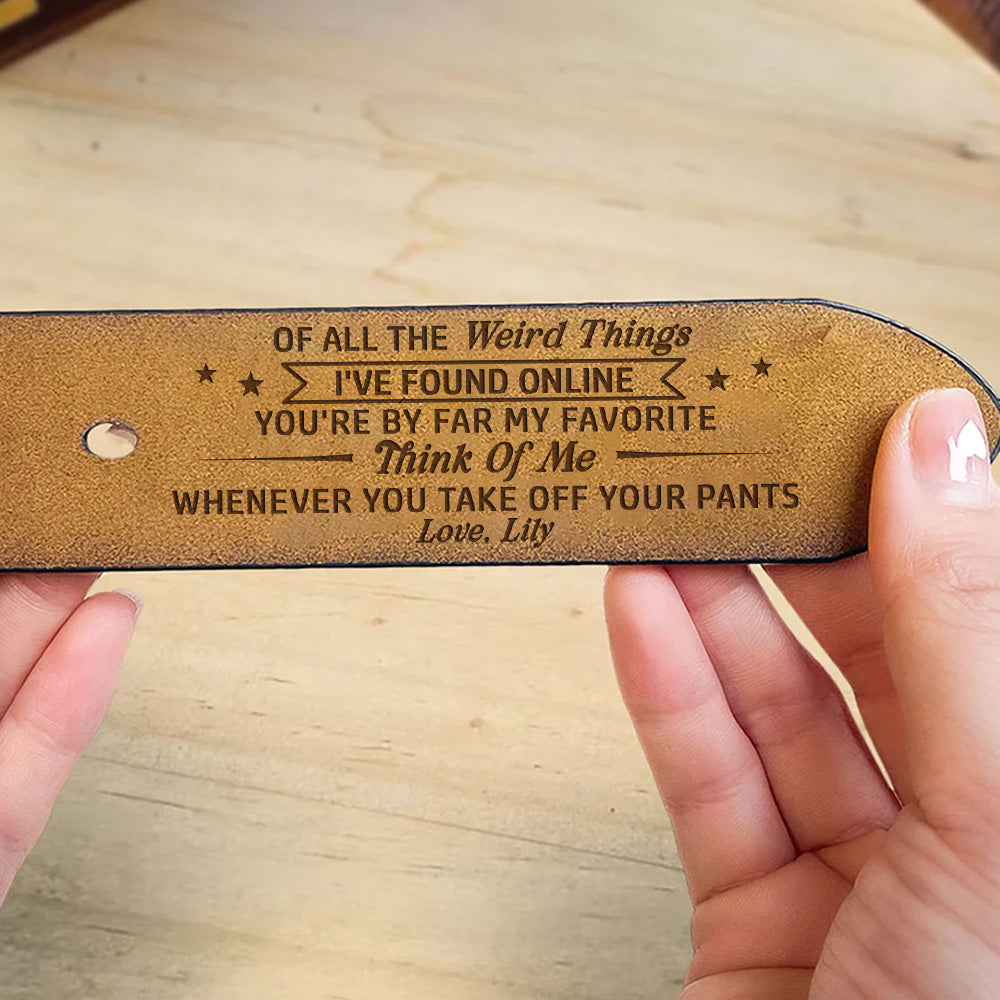 OF ALL THE Weird Things
I'VE FOUND ONLINE
YOU'RE BY FAR MY FAVORITE
Think Of Me
WHENEVER YOU TAKE OFF YOUR PANTS
Love, Lily